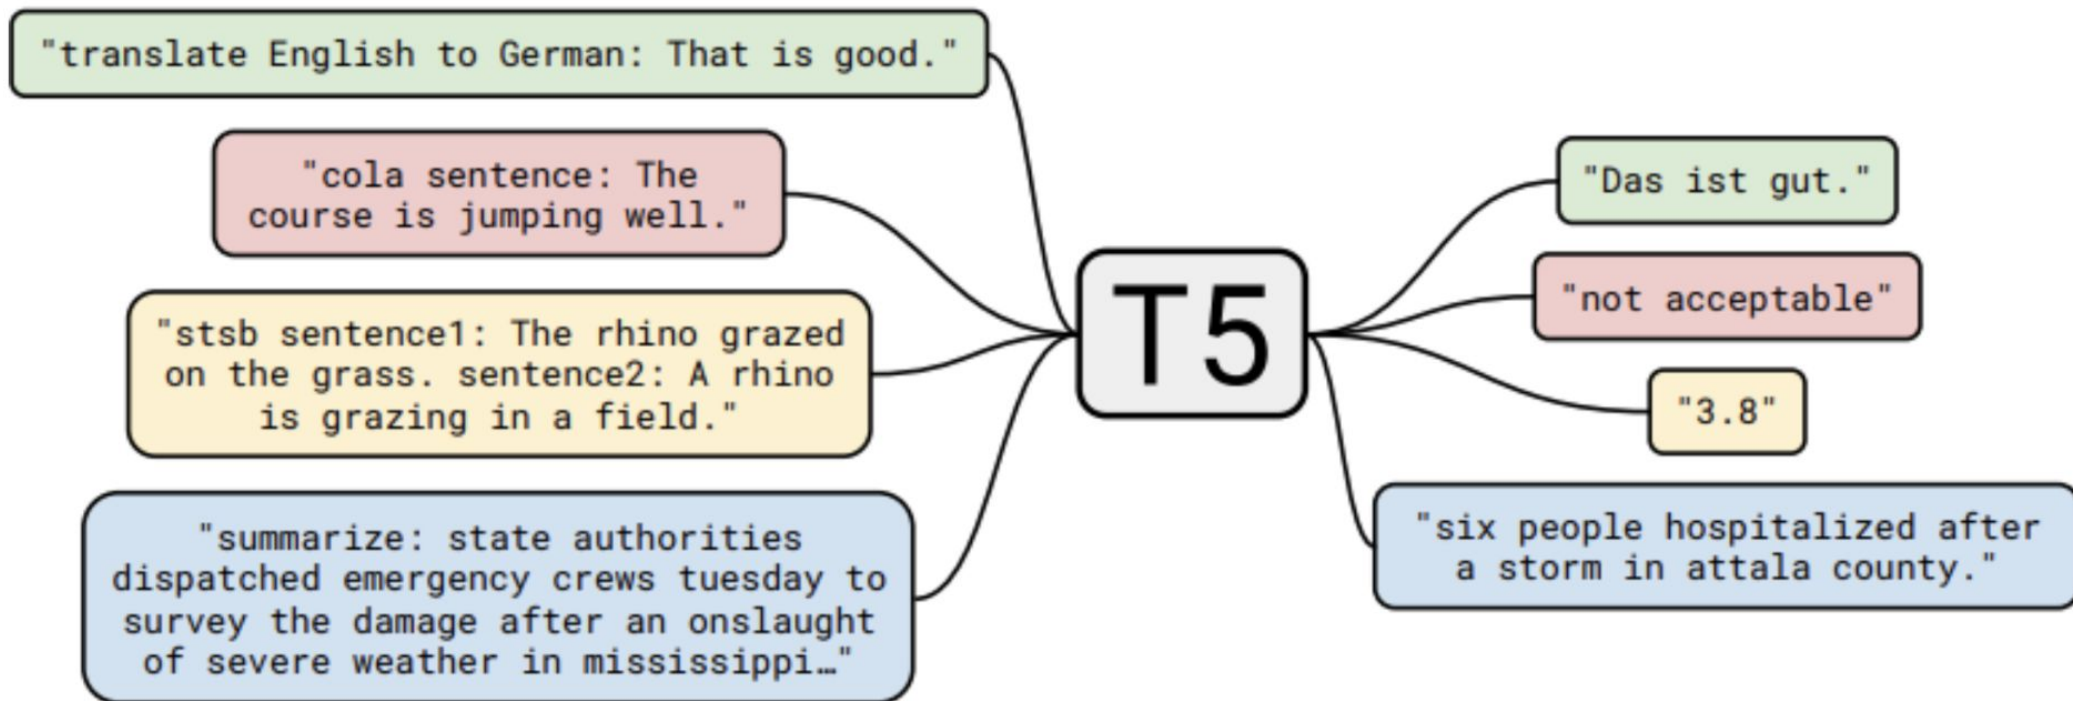 "translate English to German: That is good."
"cola sentence: The
course is jumping well."
"stsb sentence1: The rhino grazed
on the grass. sentence2: A rhino
is grazing in a field."
"summarize: state authorities
dispatched emergency crews tuesday to
survey the damage after an onslaught
of severe weather in mississippi…"
T5
"Das ist gut."
"not acceptable"
"3.8"
"six people hospitalized after
a storm in attala county."